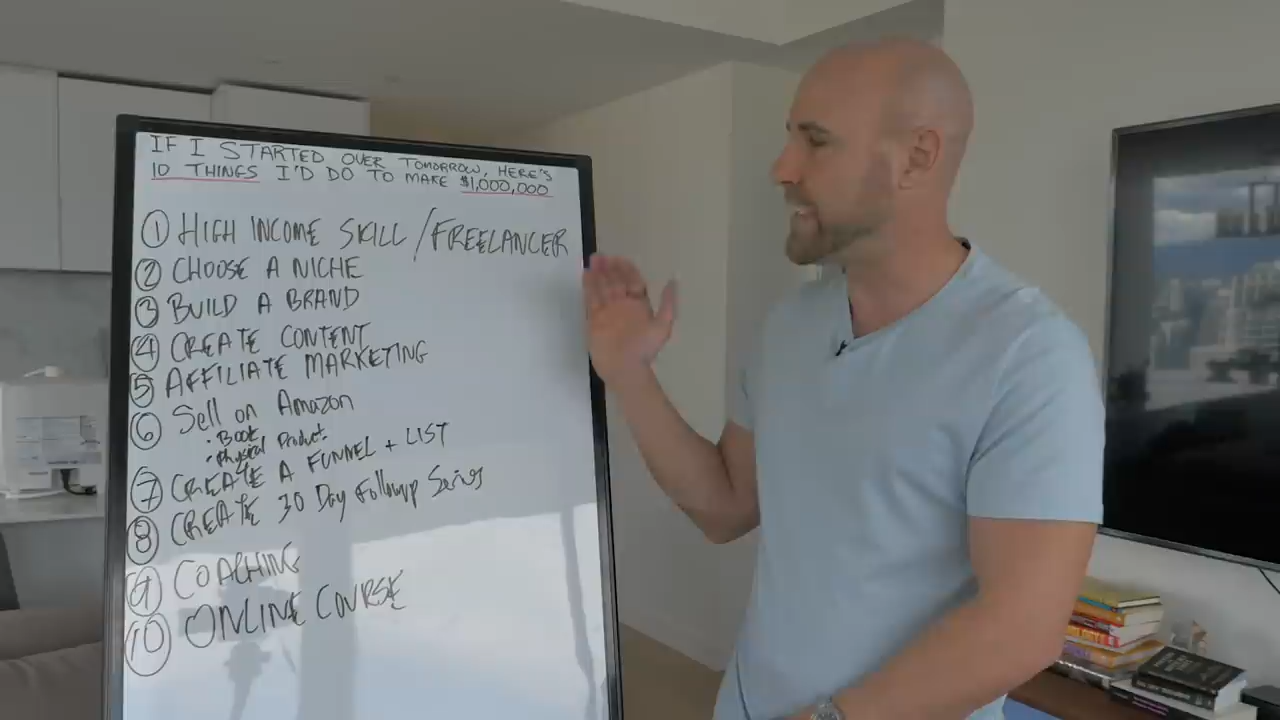 IF I STARTED OVER TOMORROW, HERE'S
10 THINGS I'D DO TO MAKE $1,000,000
① HIGH INCOME SKILL / FREELANCER
② CHOOSE A NICHE
③ BUILD A BRAND
④ CREATE CONTENT
⑤ AFFILIATE MARKETING
⑥ Sell on Amazon
• Book
• Physical Product
⑦ CREATE A FUNNEL + LIST
⑧ CREATE 30 Day Followup Series
⑨ COACHING
⑩ ONLINE COURSE